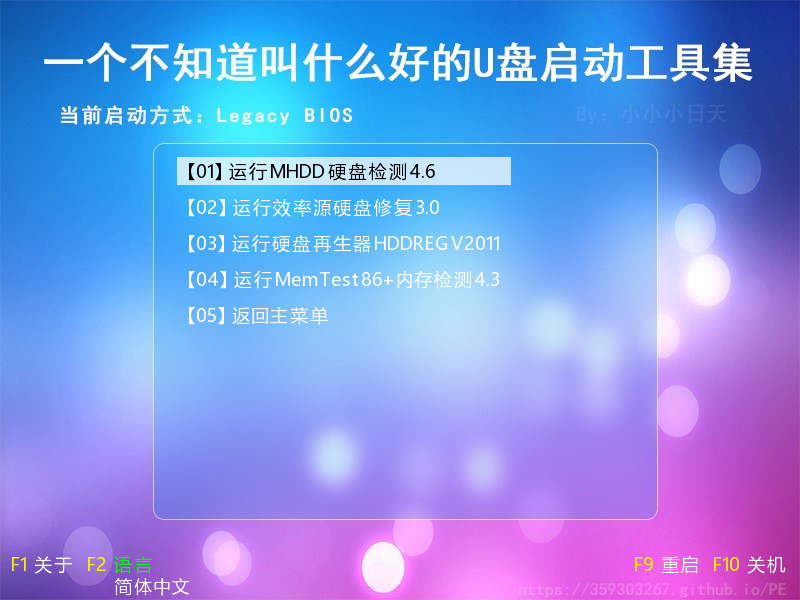 一个不知道叫什么好的U盘启动工具集
当前启动方式：Legacy BIOS
By：小小小日天
【01】运行MHDD硬盘检测4.6
【02】运行效率源硬盘修复3.0
【03】运行硬盘再生器HDDREG V2011
【04】运行MemTest86+内存检测4.3
【05】返回主菜单
F1 关于 F2 语言 F9 重启 F10 关机
简体中文
https://359303267.github.io/PE